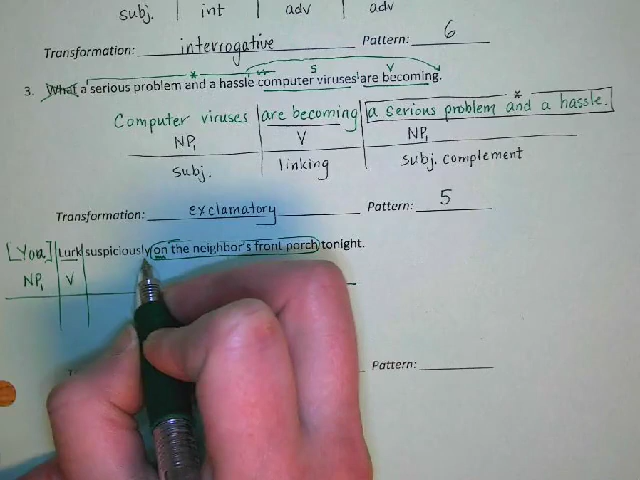 subj. int adv adv
Transformation: interrogative Pattern: 6
* ** S V
3. What a serious problem and a hassle computer viruses are becoming.
Computer viruses are becoming a serious problem and a hassle.
NP₁ V NP₁
subj. linking subj. complement
Transformation: exclamatory Pattern: 5
[You] Lurk suspiciously on the neighbor's front porch tonight.
NP₁ V
Pattern: